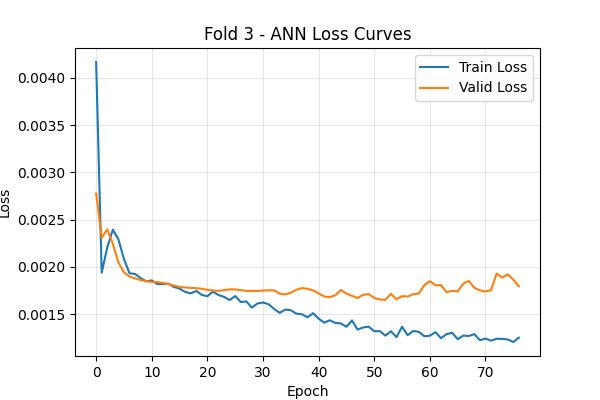 Fold 3 - ANN Loss Curves
Train Loss
Valid Loss
Loss
0.0040
0.0035
0.0030
0.0025
0.0020
0.0015
0 10 20 30 40 50 60 70
Epoch